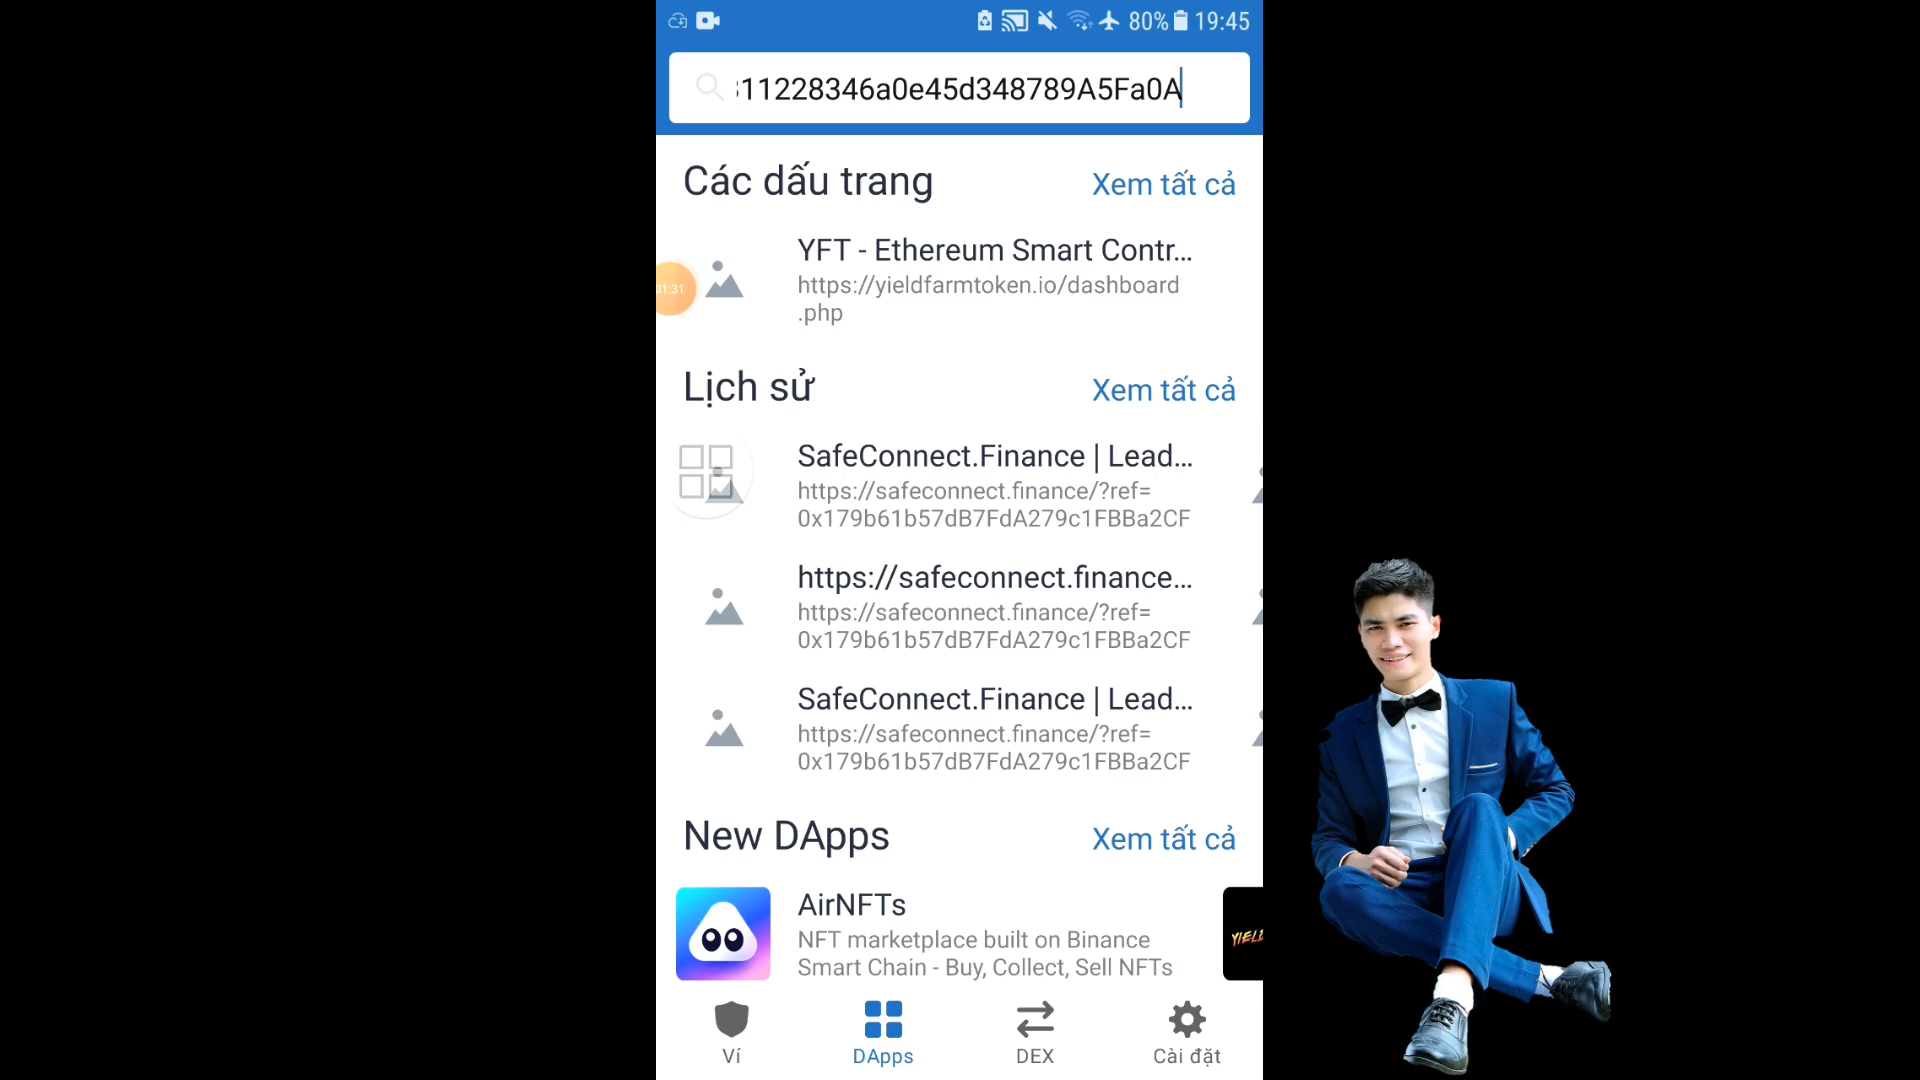 80% 19:45
11228346a0e45d348789A5Fa0A
Các dấu trang Xem tất cả
YFT - Ethereum Smart Contr...
https://yieldfarmtoken.io/dashboard
.php
01:31
Lịch sử Xem tất cả
SafeConnect.Finance | Lead...
https://safeconnect.finance/?ref=
0x179b61b57dB7FdA279c1FBBa2CF
https://safeconnect.finance...
https://safeconnect.finance/?ref=
0x179b61b57dB7FdA279c1FBBa2CF
SafeConnect.Finance | Lead...
https://safeconnect.finance/?ref=
0x179b61b57dB7FdA279c1FBBa2CF
New DApps Xem tất cả
AirNFTs
NFT marketplace built on Binance
Smart Chain - Buy, Collect, Sell NFTs
YIELD
Ví DApps DEX Cài đặt